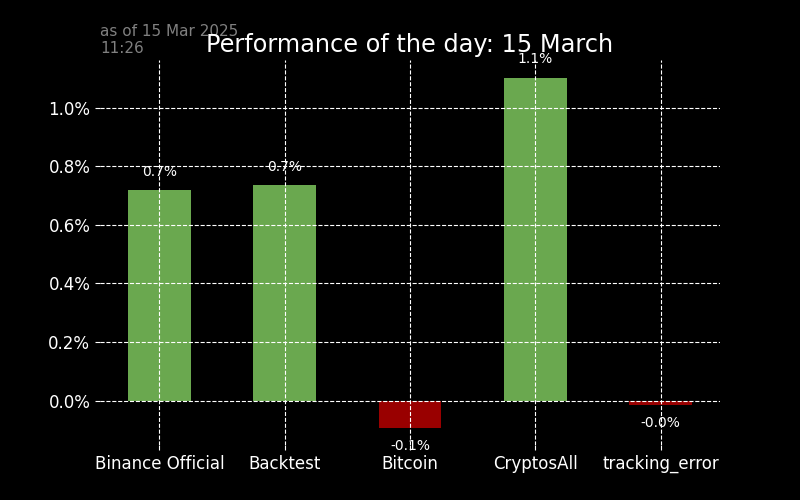 as of 15 Mar 2025
11:26
Performance of the day: 15 March
1.1%
1.0%
0.8%
0.7%
0.7%
0.6%
0.4%
0.2%
0.0%
-0.0%
-0.1%
Binance Official
Backtest
Bitcoin
CryptosAll
tracking_error